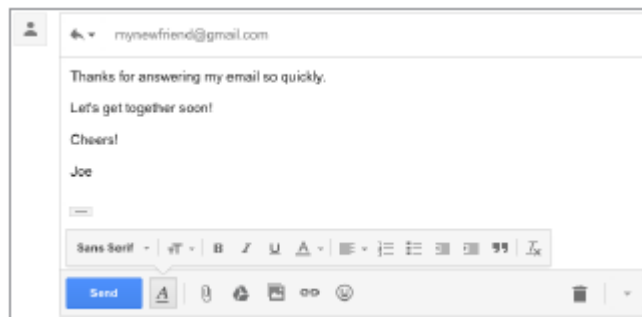 mynewfriend@gmail.com
Thanks for answering my email so quickly.
Let's get together soon!
Cheers!
Joe
Sans Serif
Send